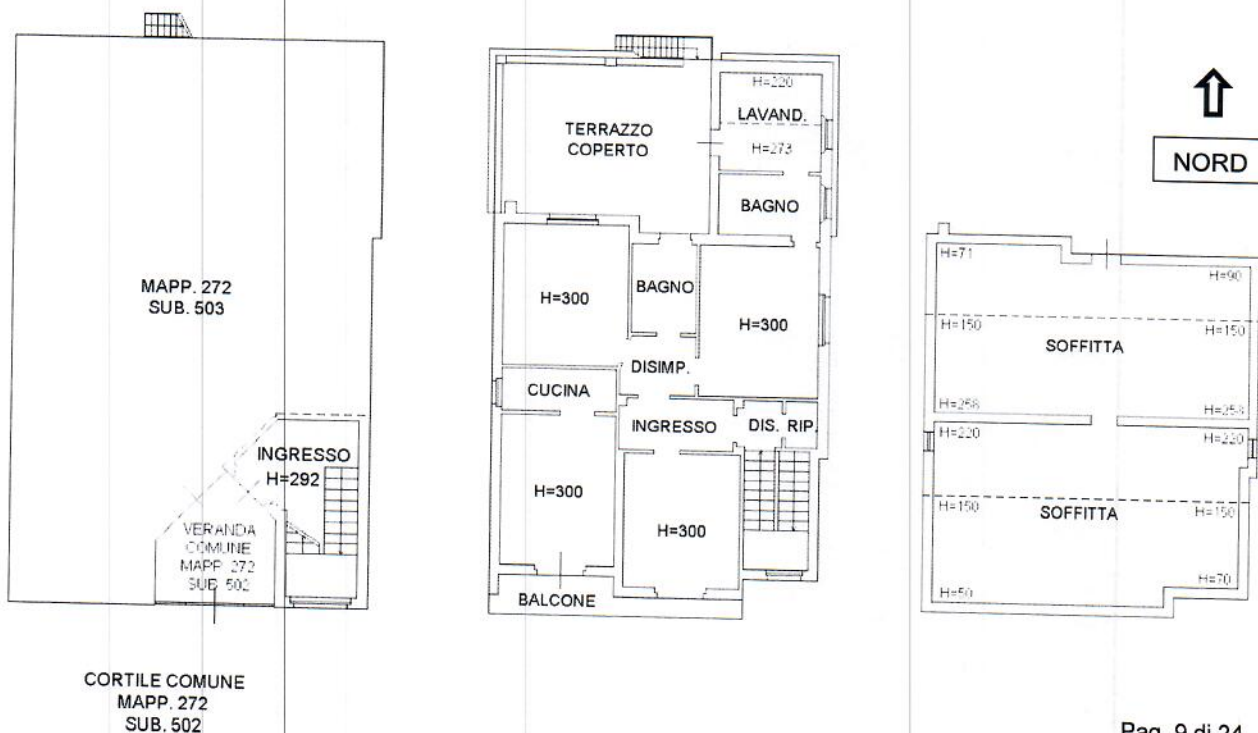 MAPP. 272
SUB. 503
INGRESSO
H=292
VERANDA
COMUNE
MAPP. 272
SUB. 502
CORTILE COMUNE
MAPP. 272
SUB. 502
H=220
LAVAND.
H=273
TERRAZZO
COPERTO
BAGNO
H=300
BAGNO
H=300
DISIMP.
CUCINA
INGRESSO
DIS. RIP.
H=300
H=300
BALCONE
NORD
H=71
H=90
H=150
H=150
SOFFITTA
H=258
H=258
H=220
H=220
H=150
H=150
SOFFITTA
H=70
H=50
Pag. 9 di 24